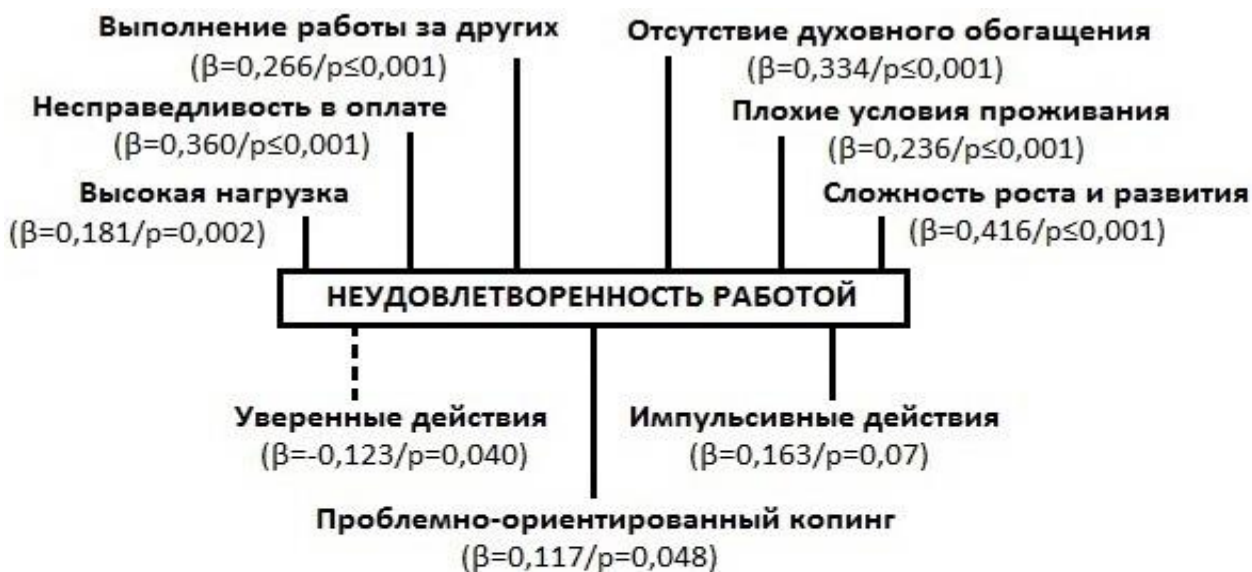 Выполнение работы за других
(β=0,266/p≤0,001)
Отсутствие духовного обогащения
(β=0,334/p≤0,001)
Несправедливость в оплате
(β=0,360/p≤0,001)
Плохие условия проживания
(β=0,236/p≤0,001)
Высокая нагрузка
(β=0,181/p=0,002)
Сложность роста и развития
(β=0,416/p≤0,001)
НЕУДОВЛЕТВОРЕННОСТЬ РАБОТОЙ
Уверенные действия
(β=-0,123/p=0,040)
Импульсивные действия
(β=0,163/p=0,07)
Проблемно-ориентированный копинг
(β=0,117/p=0,048)